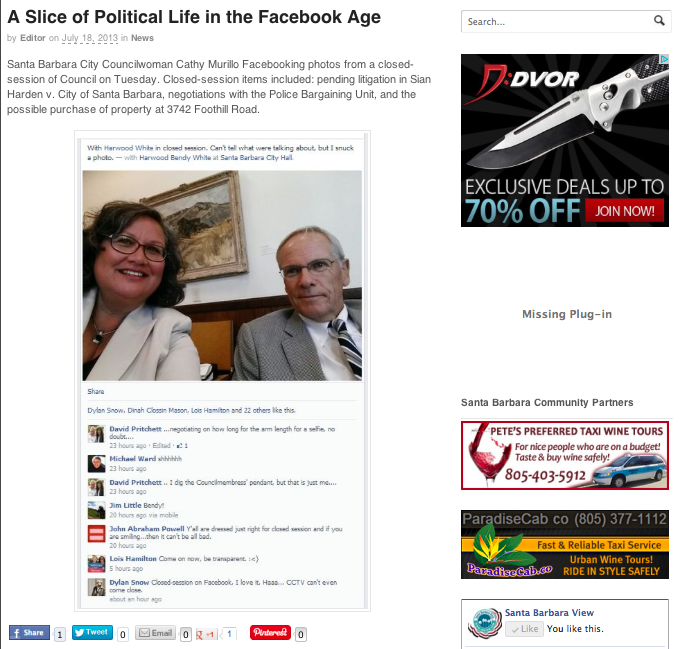 A Slice of Political Life in the Facebook Age
by Editor on July 18, 2013 in News
Santa Barbara City Councilwoman Cathy Murillo Facebooking photos from a closed-
session of Council on Tuesday. Closed-session items included: pending litigation in Sian
Harden v. City of Santa Barbara, negotiations with the Police Bargaining Unit, and the
possible purchase of property at 3742 Foothill Road.
With Harwood White in closed session. Can't tell what were talking about, but I snuck
a photo. — with Harwood Bendy White at Santa Barbara City Hall.
Share
Dylan Snow, Dinah Clossin Mason, Lois Hamilton and 22 others like this.
David Pritchett ...negotiating on how long for the arm length for a selfie, no
doubt....
23 hours ago · Edited · 1
Michael Ward shhhhhh
23 hours ago
David Pritchett .. I dig the Councilmembress' pendant, but that is just me....
23 hours ago
Jim Little Bendy!
20 hours ago via mobile
John Abraham Powell Y'all are dressed just right for closed session and if you
are smiling...then it can't be all bad.
20 hours ago
Lois Hamilton Come on now, be transparent. :<)
5 hours ago
Dylan Snow Closed-session on Facebook, I love it. Haaa... CCTV can't even
come close.
about an hour ago
Share 1 Tweet 0 Email 0 +1 1 Pinterest 0
Search...
D:DVOR
EXCLUSIVE DEALS UP TO
70% OFF JOIN NOW!
Missing Plug-in
Santa Barbara Community Partners
PETE'S PREFERRED TAXI WINE TOURS
For nice people who are on a budget!
Taste & buy wine safely!
805-403-5912
ParadiseCab co (805) 377-1112
Fast & Reliable Taxi Service
Urban Wine Tours!
RIDE IN STYLE SAFELY
ParadiseCab.co
Santa Barbara View
Like You like this.